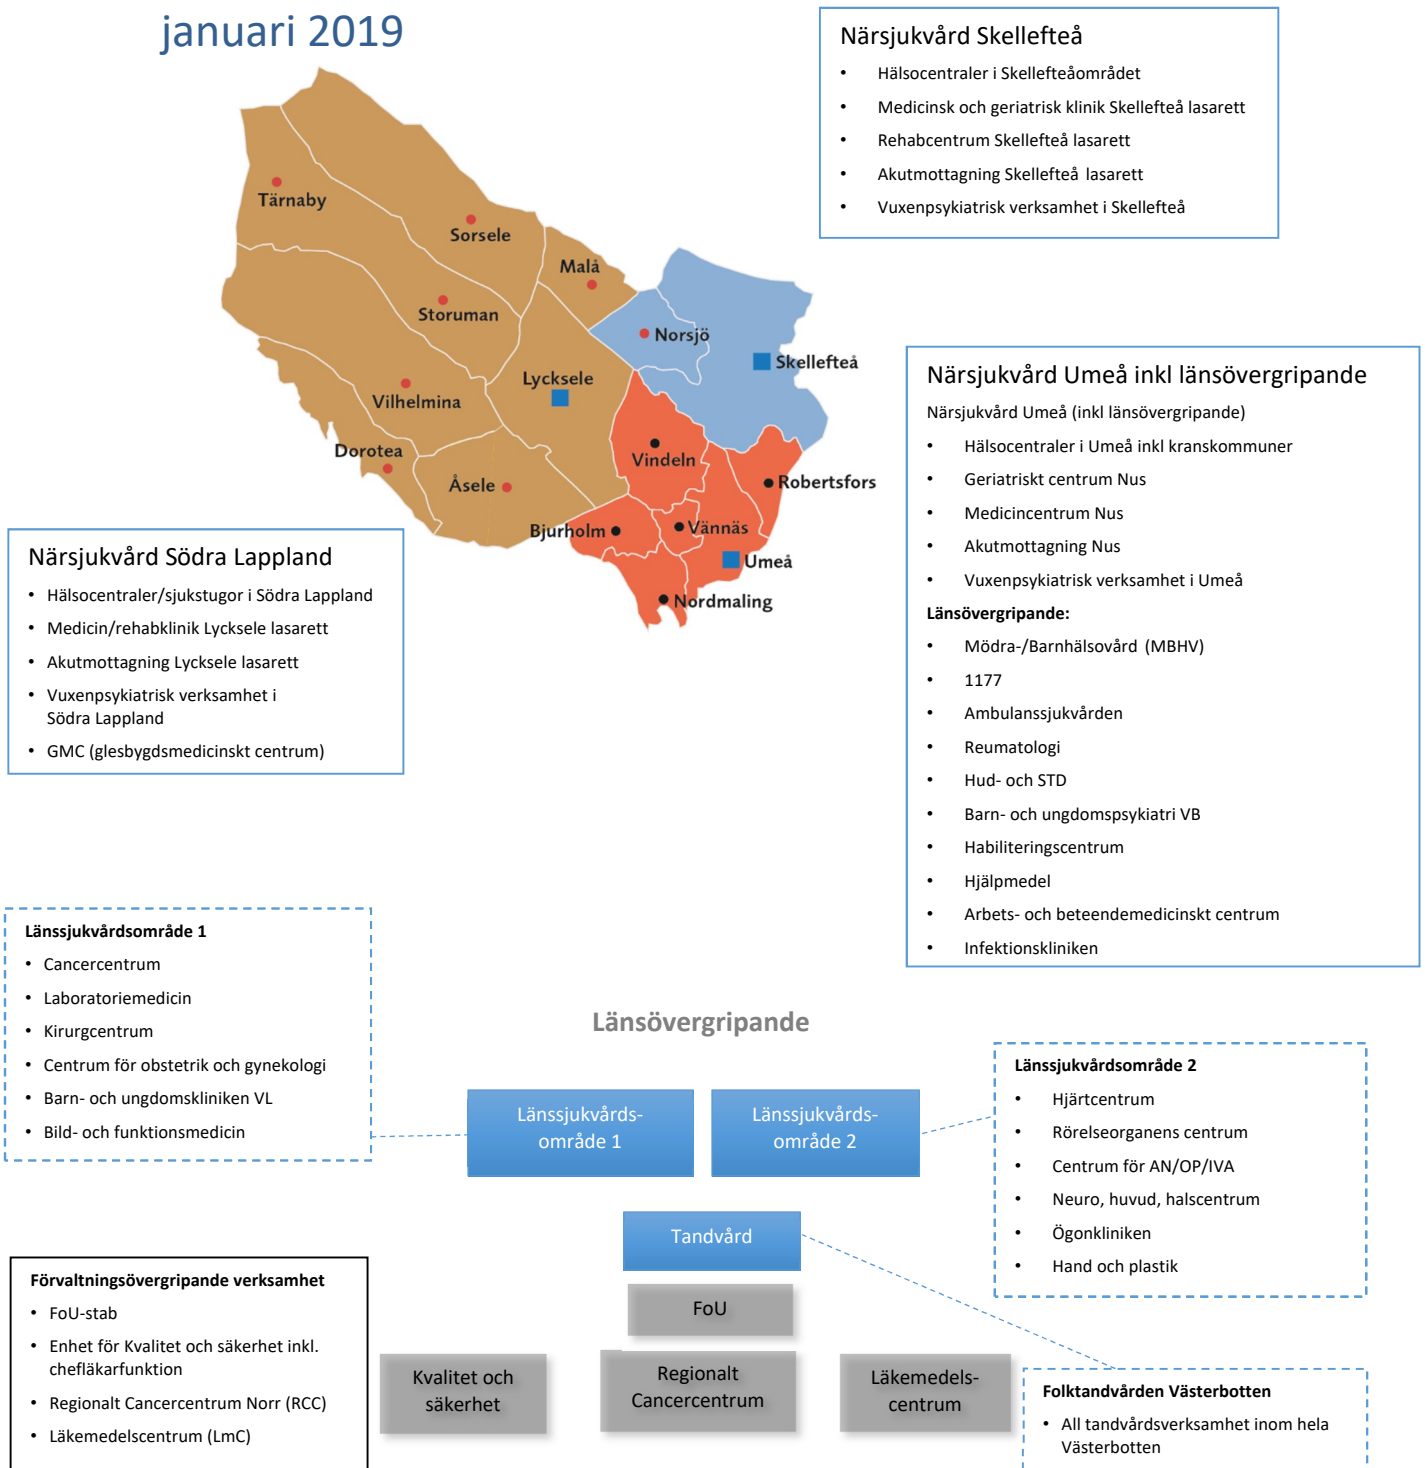 januari 2019
Närsjukvård Skellefteå
• Hälsocentraler i Skellefteåområdet
• Medicinsk och geriatrisk klinik Skellefteå lasarett
• Rehabcentrum Skellefteå lasarett
• Akutmottagning Skellefteå lasarett
• Vuxenpsykiatrisk verksamhet i Skellefteå
Tärnaby
Sorsele
Malå
Storuman
Norsjö
Skellefteå
Lycksele
Vilhelmina
Dorotea
Vindeln
Åsele
Robertsfors
Bjurholm
Vännäs
Umeå
Nordmaling
Närsjukvård Umeå inkl länsövergripande
Närsjukvård Umeå (inkl länsövergripande)
• Hälsocentraler i Umeå inkl kranskommuner
• Geriatriskt centrum Nus
• Medicincentrum Nus
• Akutmottagning Nus
• Vuxenpsykiatrisk verksamhet i Umeå
Länsövergripande:
• Mödra-/Barnhälsovård (MBHV)
• 1177
• Ambulanssjukvården
• Reumatologi
• Hud- och STD
• Barn- och ungdomspsykiatri VB
• Habiliteringscentrum
• Hjälpmedel
• Arbets- och beteendemedicinskt centrum
• Infektionskliniken
Närsjukvård Södra Lappland
• Hälsocentraler/sjukstugor i Södra Lappland
• Medicin/rehabklinik Lycksele lasarett
• Akutmottagning Lycksele lasarett
• Vuxenpsykiatrisk verksamhet i
Södra Lappland
• GMC (glesbygdsmedicinskt centrum)
Länssjukvårdsområde 1
• Cancercentrum
• Laboratoriemedicin
• Kirurgcentrum
• Centrum för obstetrik och gynekologi
• Barn- och ungdomskliniken VL
• Bild- och funktionsmedicin
Länsövergripande
Länssjukvårds-
område 1
Länssjukvårds-
område 2
Länssjukvårdsområde 2
• Hjärtcentrum
• Rörelseorganens centrum
• Centrum för AN/OP/IVA
• Neuro, huvud, halscentrum
• Ögonkliniken
• Hand och plastik
Tandvård
FoU
Kvalitet och
säkerhet
Regionalt
Cancercentrum
Läkemedels-
centrum
Förvaltningsövergripande verksamhet
• FoU-stab
• Enhet för Kvalitet och säkerhet inkl.
chefläkarfunktion
• Regionalt Cancercentrum Norr (RCC)
• Läkemedelscentrum (LmC)
Folktandvården Västerbotten
• All tandvårdsverksamhet inom hela
Västerbotten